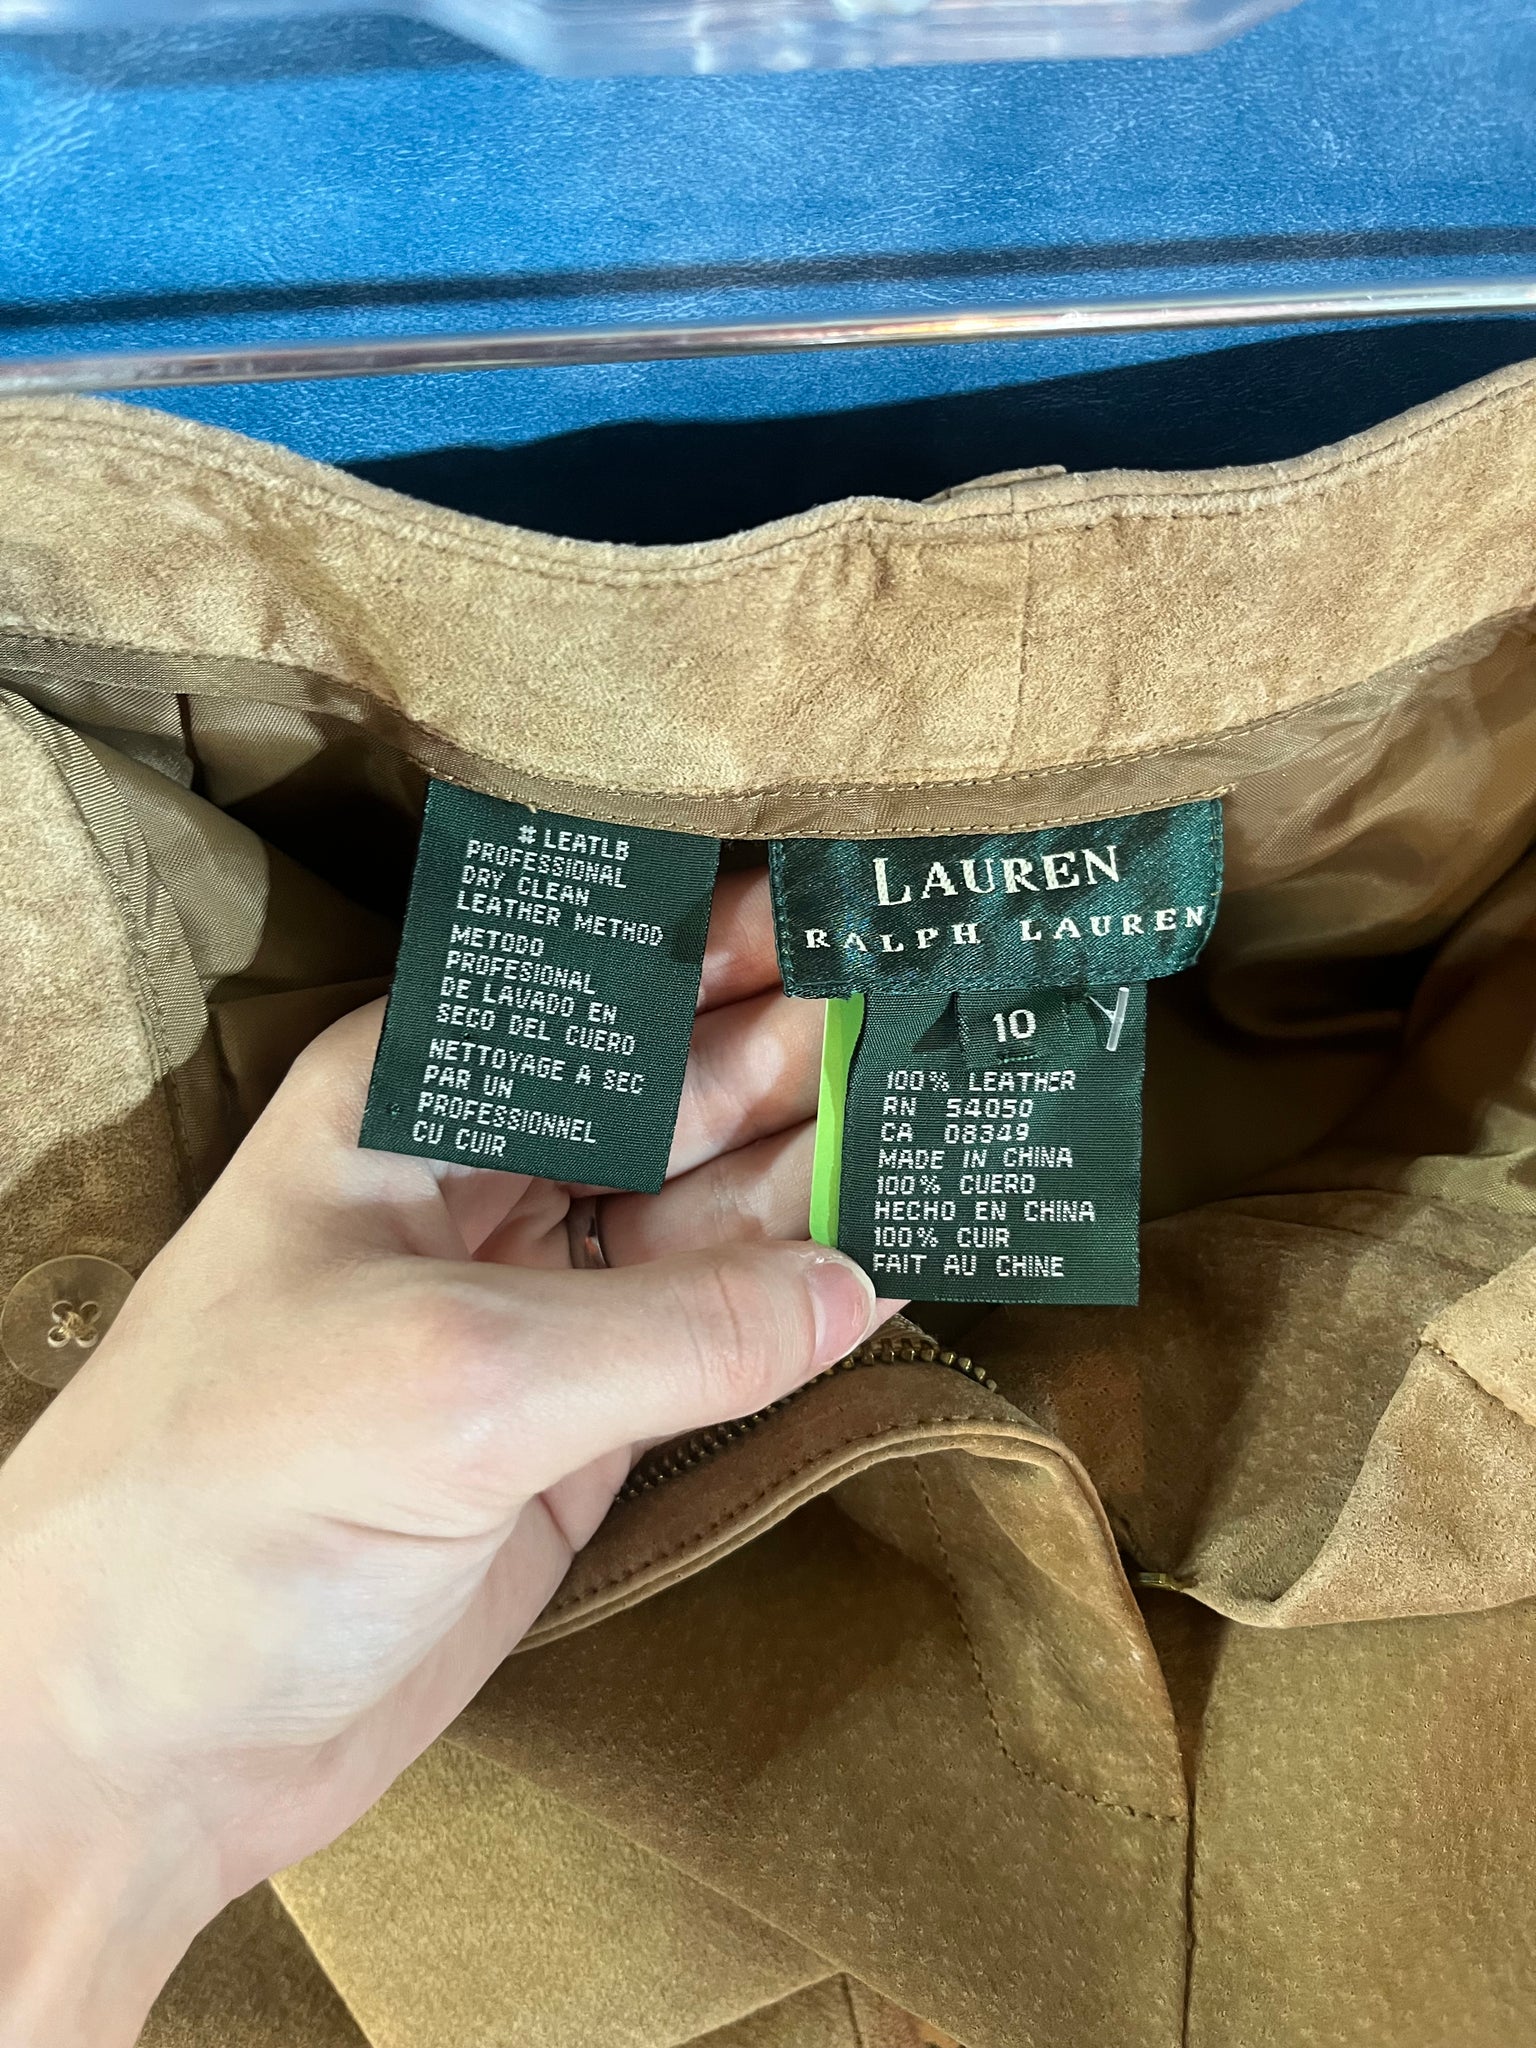 # LEATLB
PROFESSIONAL
DRY CLEAN
LEATHER METHOD
METODO
PROFESIONAL
DE LAVADO EN
SECO DEL CUERO
NETTOYAGE A SEC
PAR UN
PROFESSIONNEL
CU CUIR
LAUREN
RALPH LAUREN
10
100% LEATHER
RN 54050
CA 08349
MADE IN CHINA
100% CUERO
HECHO EN CHINA
100% CUIR
FAIT AU CHINE